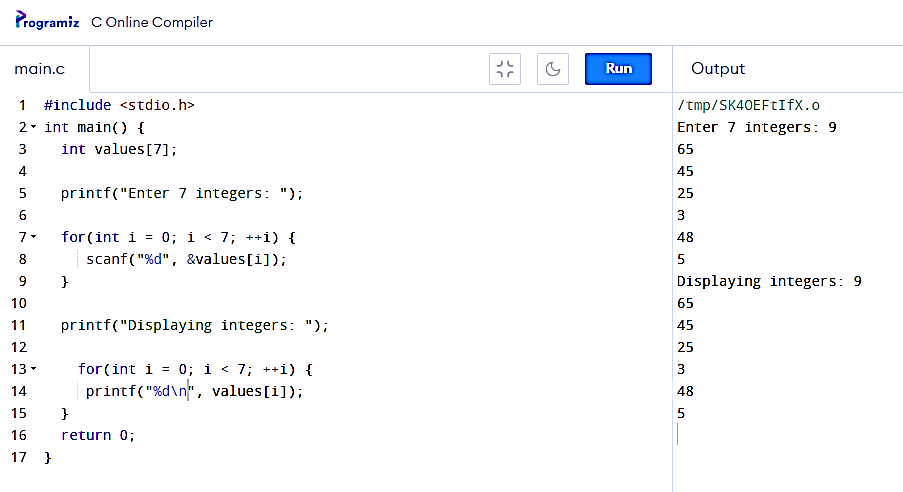 Programiz C Online Compiler
main.c
Run
Output
1 #include <stdio.h>
2 int main() {
3 int values[7];
4
5 printf("Enter 7 integers: ");
6
7 for(int i = 0; i < 7; ++i) {
8 scanf("%d", &values[i]);
9 }
10
11 printf("Displaying integers: ");
12
13 for(int i = 0; i < 7; ++i) {
14 printf("%d\n", values[i]);
15 }
16 return 0;
17 }
/tmp/SK4OEFtIfX.o
Enter 7 integers: 9
65
45
25
3
48
5
Displaying integers: 9
65
45
25
3
48
5